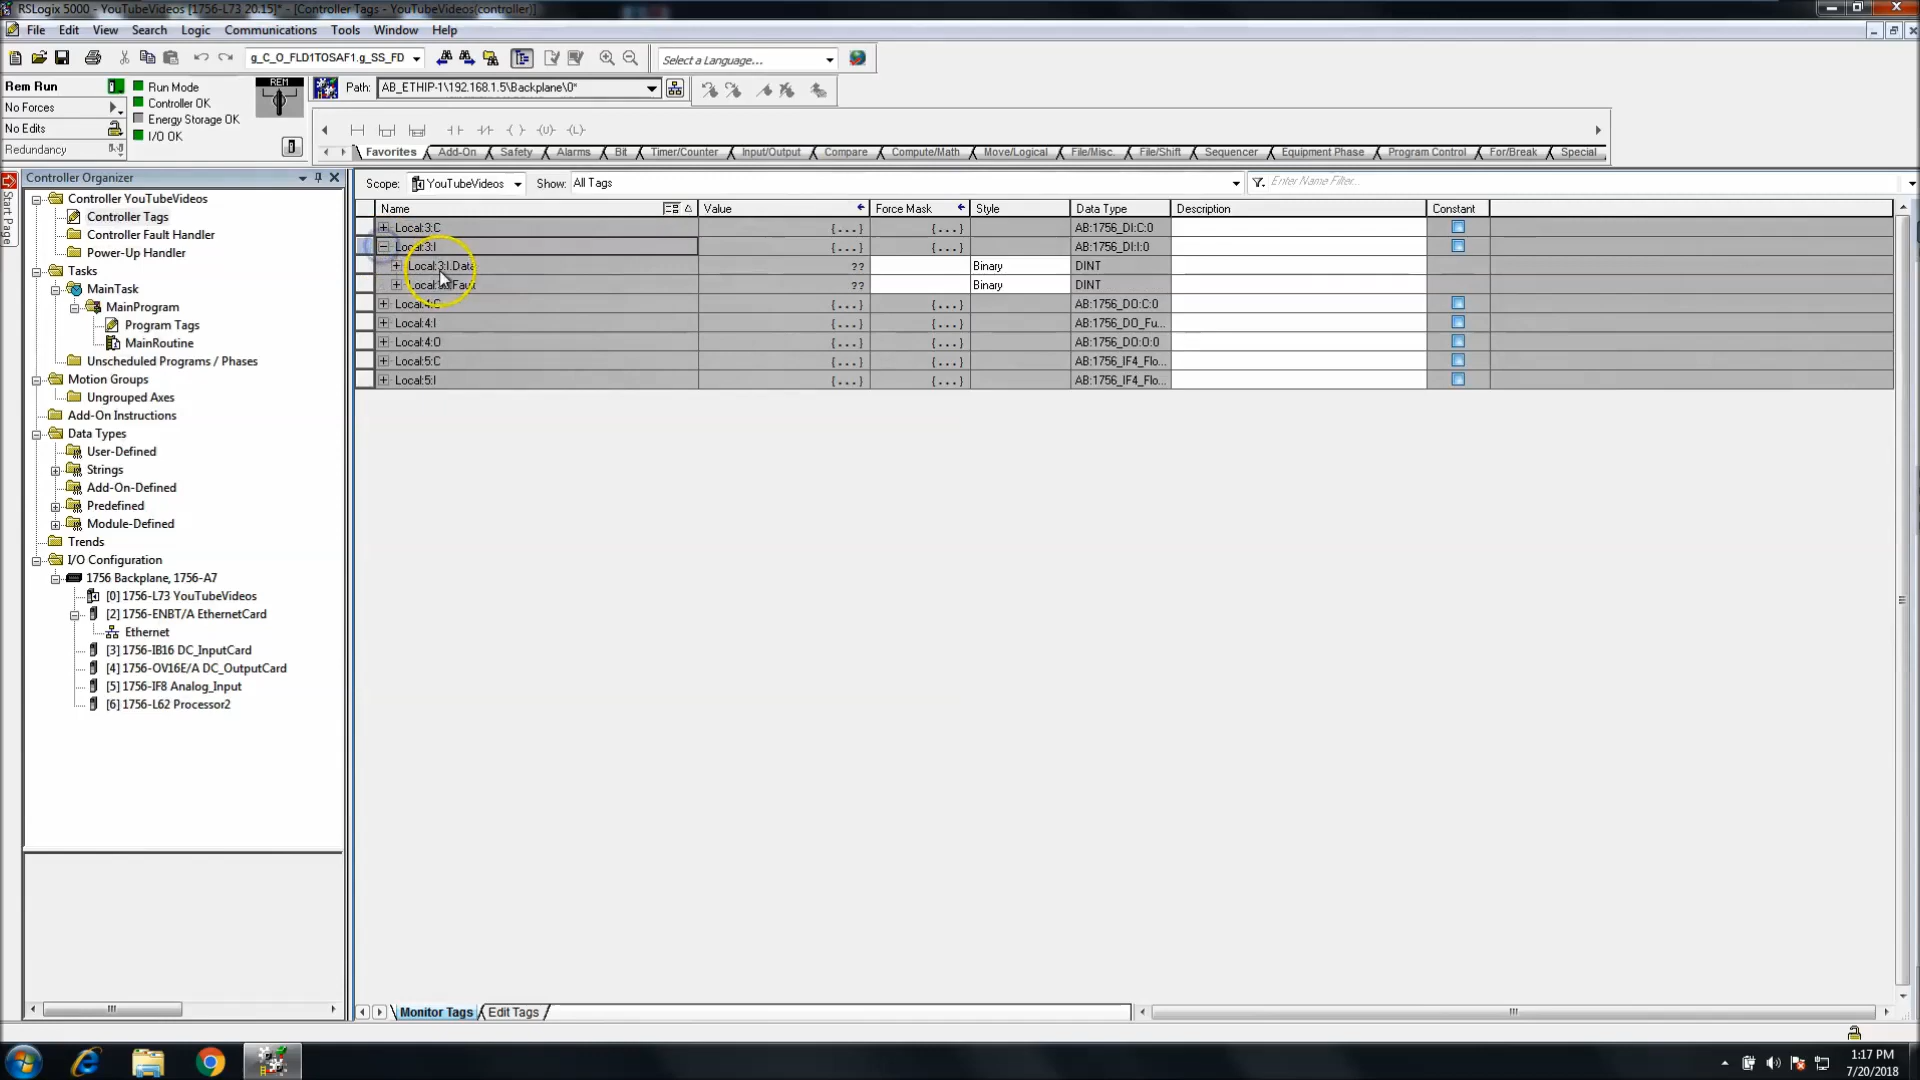 RSLogix 5000 - YouTubeVideos [1756-L73 20.15]* - [Controller Tags - YouTubeVideos(controller)]
File Edit View Search Logic Communications Tools Window Help
g_C_O_FLD1TOSAF1.g_SS_FD
Select a Language...
Rem Run
Run Mode
REM
Path: AB_ETHIP-1\192.168.1.5\Backplane\0*
No Forces
Controller OK
Energy Storage OK
No Edits
I/O OK
Redundancy
Favorites Add-On Safety Alarms Bit Timer/Counter Input/Output Compare Compute/Math Move/Logical File/Misc. File/Shift Sequencer Equipment Phase Program Control For/Break Special
Start Page
Controller Organizer
Controller YouTubeVideos
Controller Tags
Controller Fault Handler
Power-Up Handler
Tasks
MainTask
MainProgram
Program Tags
MainRoutine
Unscheduled Programs / Phases
Motion Groups
Ungrouped Axes
Add-On Instructions
Data Types
User-Defined
Strings
Add-On-Defined
Predefined
Module-Defined
Trends
I/O Configuration
1756 Backplane, 1756-A7
[0] 1756-L73 YouTubeVideos
[2] 1756-ENBT/A EthernetCard
Ethernet
[3] 1756-IB16 DC_InputCard
[4] 1756-OV16E/A DC_OutputCard
[5] 1756-IF8 Analog_Input
[6] 1756-L62 Processor2
Scope: YouTubeVideos Show: All Tags Enter Name Filter...
Name Value Force Mask Style Data Type Description Constant
Local:3:C {...} {...} AB:1756_DI:C:0
Local:3:I {...} {...} AB:1756_DI:I:0
Local:3:I.Data ?? Binary DINT
Local:3:I.Fault ?? Binary DINT
Local:4:C {...} {...} AB:1756_DO:C:0
Local:4:I {...} {...} AB:1756_DO_Fu...
Local:4:O {...} {...} AB:1756_DO:O:0
Local:5:C {...} {...} AB:1756_IF4_Flo...
Local:5:I {...} {...} AB:1756_IF4_Flo...
Monitor Tags Edit Tags
1:17 PM
7/20/2018